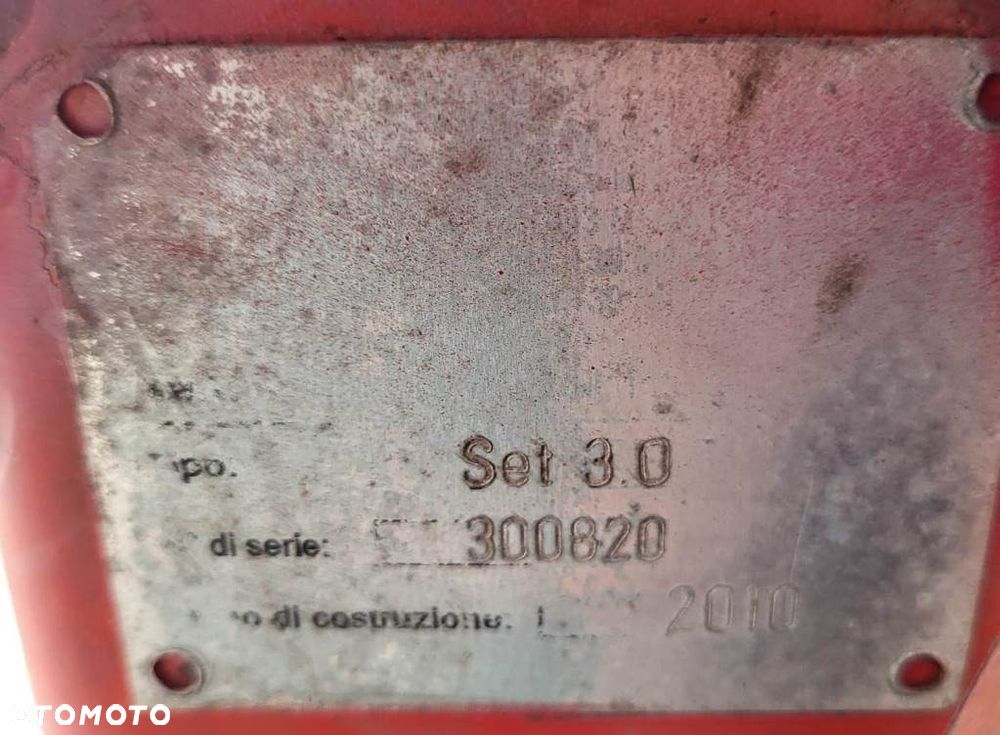 Set 3.0
di serie: 300820
di costruzione: 2010
OTOMOTO